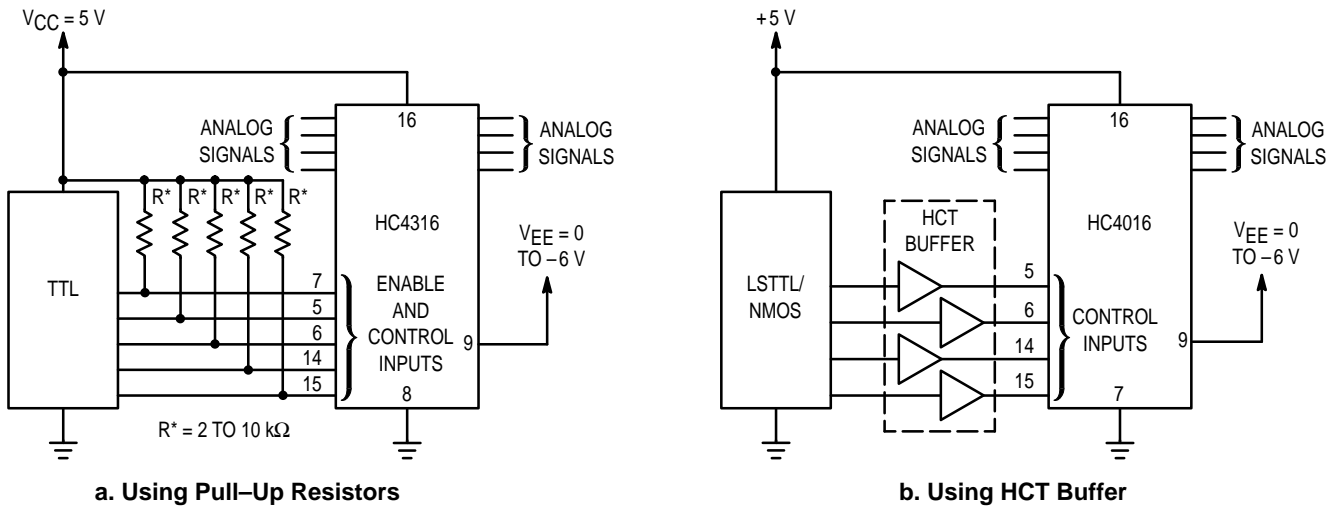 VCC = 5 V
16
ANALOG
SIGNALS
ANALOG
SIGNALS
R* R* R* R* R*
HC4316
VEE = 0
TO –6 V
TTL
7
5
6
14
15
ENABLE
AND
CONTROL
INPUTS
9
8
R* = 2 TO 10 kΩ
a. Using Pull–Up Resistors
+5 V
16
ANALOG
SIGNALS
ANALOG
SIGNALS
HCT
BUFFER
HC4016
VEE = 0
TO –6 V
LSTTL/
NMOS
5
6
14
15
CONTROL
INPUTS
9
7
b. Using HCT Buffer